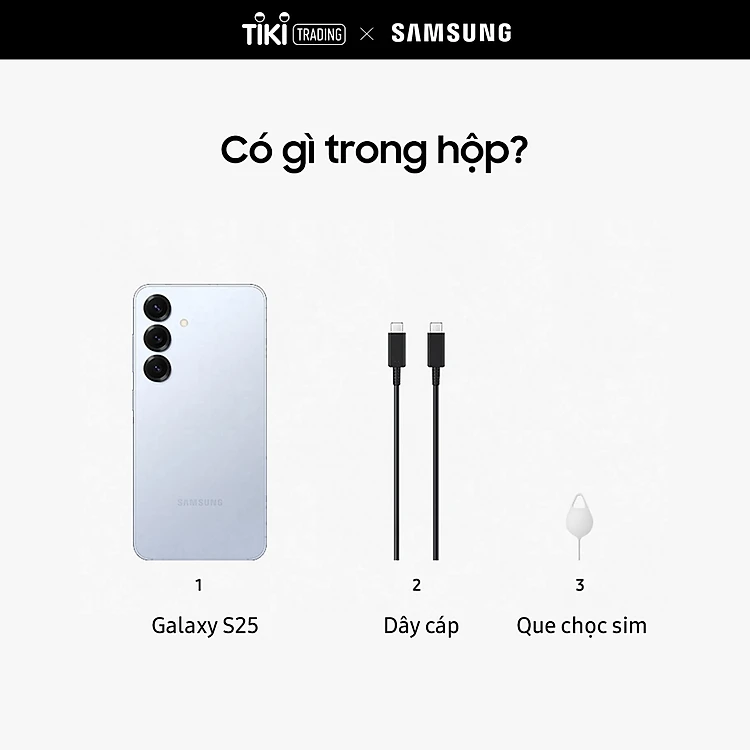 TIKI TRADING × SAMSUNG
Có gì trong hộp?
SAMSUNG
1
2
3
Galaxy S25
Dây cáp
Que chọc sim